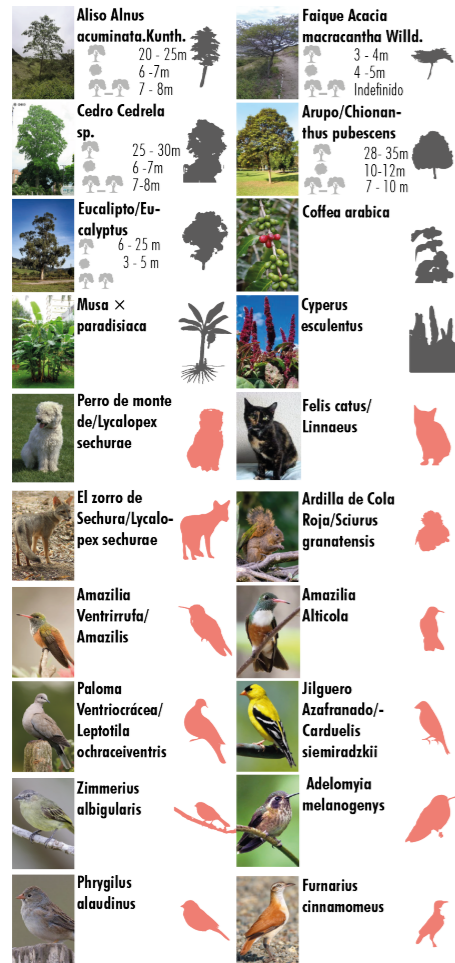 Aliso Alnus
acuminata.Kunth.
20 - 25m
6 -7m
7 - 8m
Faique Acacia
macracantha Willd.
3 - 4m
4 -5m
Indefinido
Cedro Cedrela
sp.
25 - 30m
6 -7m
7-8m
Arupo/Chionan-
thus pubescens
28- 35m
10-12m
7 - 10 m
Eucalipto/Eu-
calyptus
6 - 25 m
3 - 5 m
Coffea arabica
Musa ×
paradisiaca
Cyperus
esculentus
Perro de monte
de/Lycalopex
sechurae
Felis catus/
Linnaeus
El zorro de
Sechura/Lycalo-
pex sechurae
Ardilla de Cola
Roja/Sciurus
granatensis
Amazilia
Ventrirrufa/
Amazilis
Amazilia
Alticola
Paloma
Ventriocrácea/
Leptotila
ochraceiventris
Jilguero
Azafranado/-
Carduelis
siemiradzkii
Zimmerius
albigularis
Adelomyia
melanogenys
Phrygilus
alaudinus
Furnarius
cinnamomeus